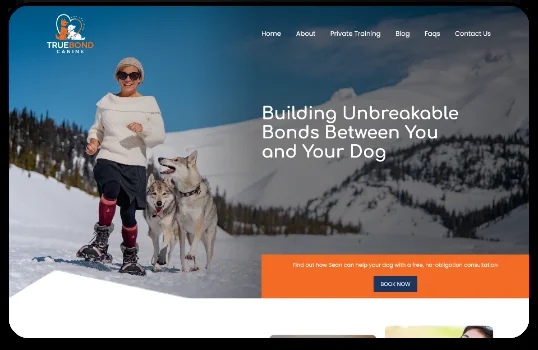 TRUEBOND
CANINE
Home About Private Training Blog Faqs Contact Us
Building Unbreakable
Bonds Between You
and Your Dog
Find out how Sean can help your dog with a free, no-obligation consultation
BOOK NOW